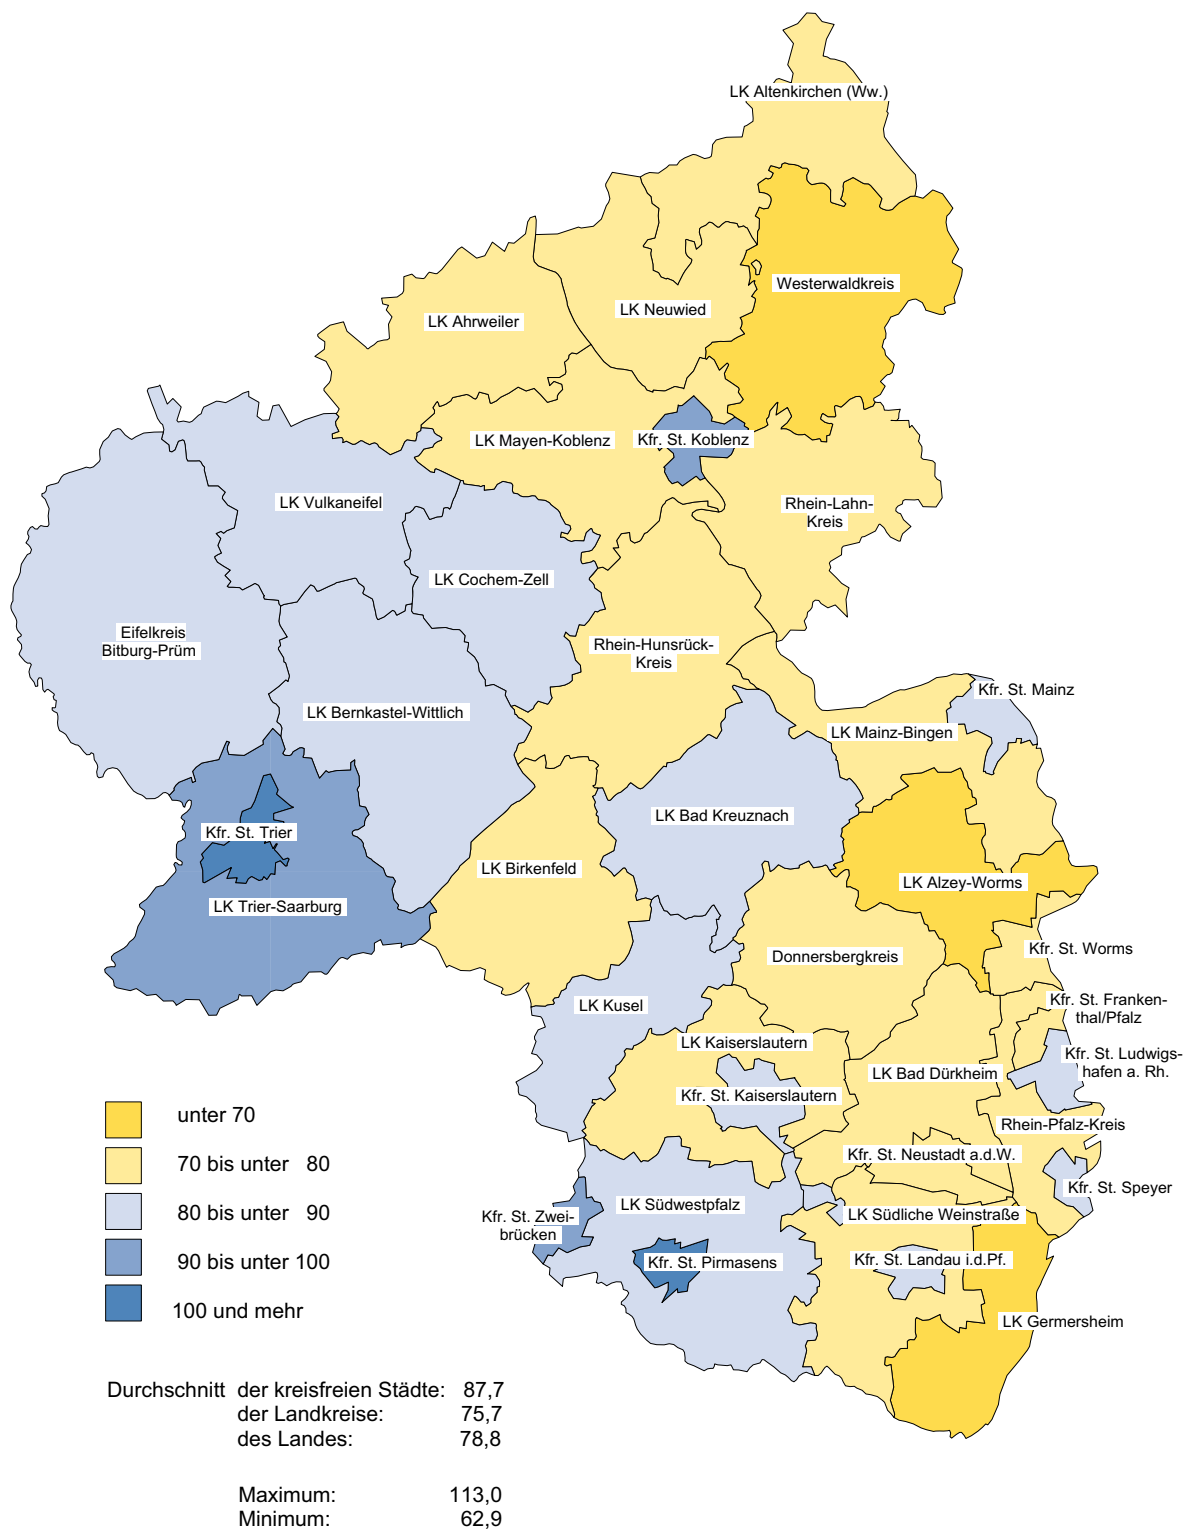 LK Altenkirchen (Ww.)
Westerwaldkreis
LK Neuwied
LK Ahrweiler
LK Mayen-Koblenz
Kfr. St. Koblenz
LK Vulkaneifel
Rhein-Lahn-
Kreis
LK Cochem-Zell
Eifelkreis
Bitburg-Prüm
Rhein-Hunsrück-
Kreis
Kfr. St. Mainz
LK Bernkastel-Wittlich
LK Mainz-Bingen
LK Bad Kreuznach
Kfr. St. Trier
LK Birkenfeld
LK Alzey-Worms
LK Trier-Saarburg
Kfr. St. Worms
Donnersbergkreis
Kfr. St. Franken-
thal/Pfalz
LK Kusel
LK Kaiserslautern
Kfr. St. Ludwigs-
hafen a. Rh.
LK Bad Dürkheim
Kfr. St. Kaiserslautern
Rhein-Pfalz-Kreis
Kfr. St. Neustadt a.d.W.
Kfr. St. Speyer
LK Südwestpfalz
LK Südliche Weinstraße
Kfr. St. Zwei-
brücken
Kfr. St. Pirmasens
Kfr. St. Landau i.d.Pf.
LK Germersheim
unter 70
70 bis unter 80
80 bis unter 90
90 bis unter 100
100 und mehr
Durchschnitt der kreisfreien Städte: 87,7
der Landkreise: 75,7
des Landes: 78,8
Maximum: 113,0
Minimum: 62,9